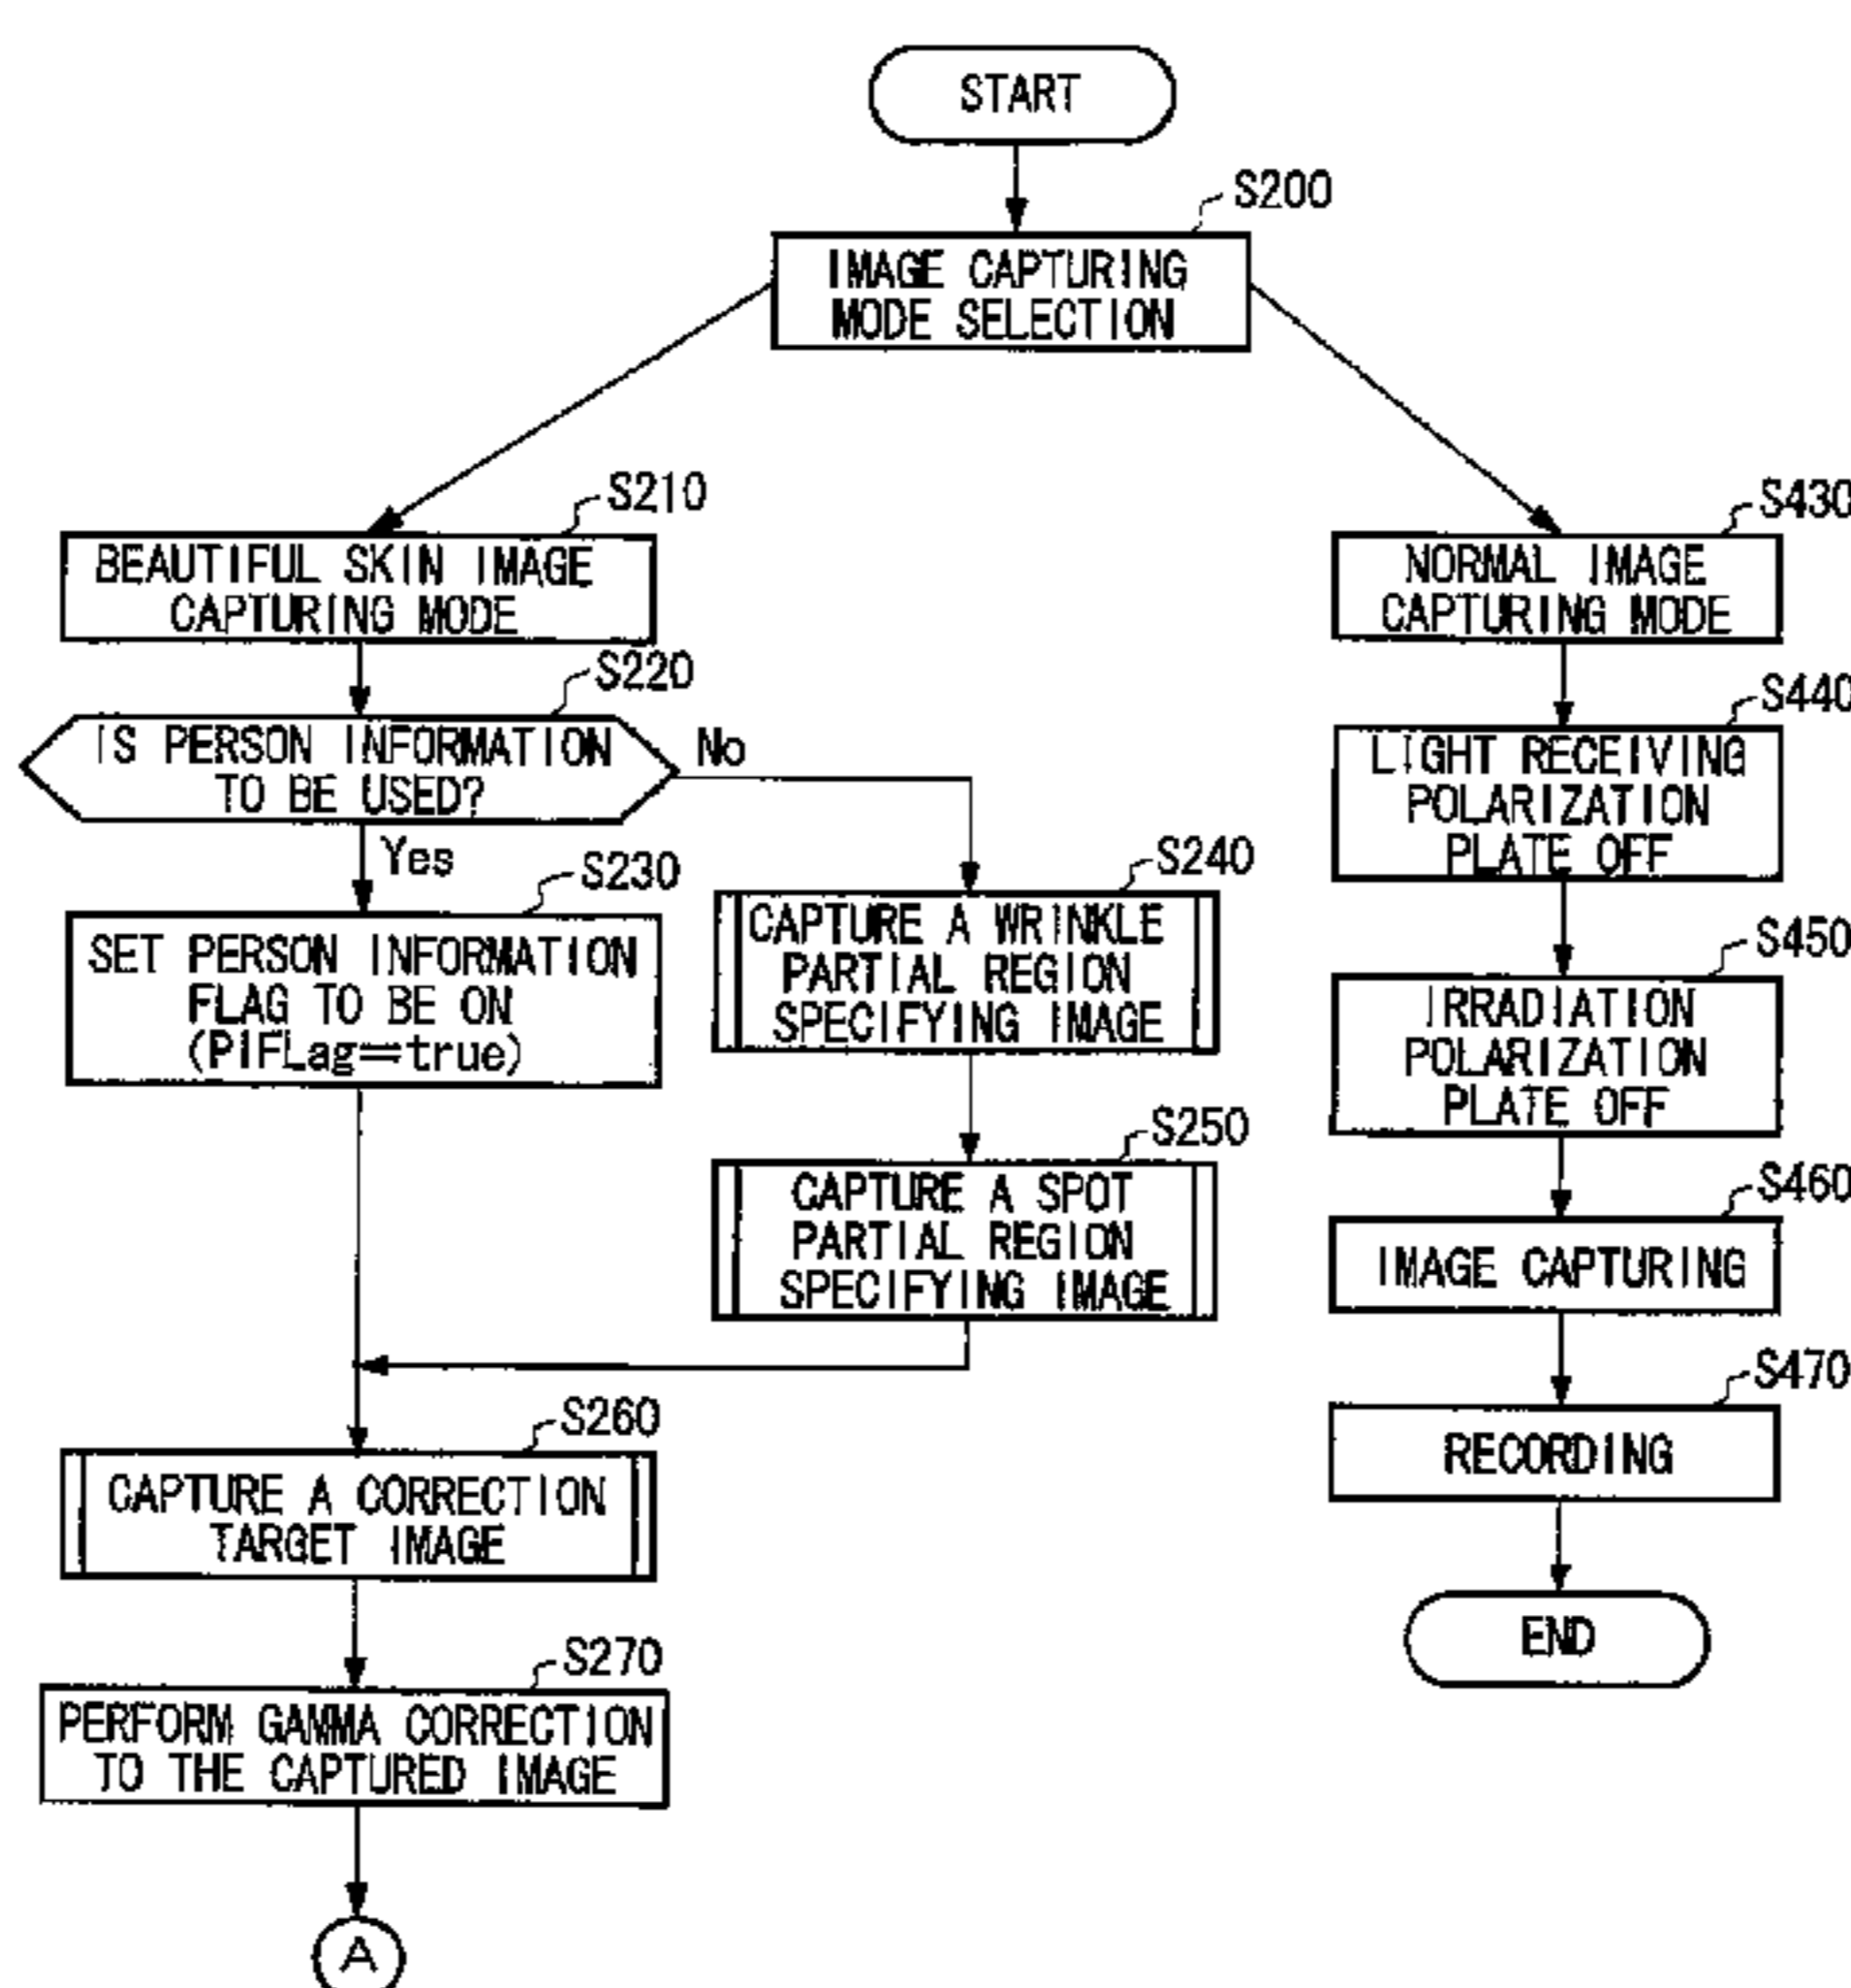 START
S200
IMAGE CAPTURING
MODE SELECTION
S210
BEAUTIFUL SKIN IMAGE
CAPTURING MODE
S220
IS PERSON INFORMATION
TO BE USED?
No
Yes
S230
SET PERSON INFORMATION
FLAG TO BE ON
(PIFLag=true)
S240
CAPTURE A WRINKLE
PARTIAL REGION
SPECIFYING IMAGE
S250
CAPTURE A SPOT
PARTIAL REGION
SPECIFYING IMAGE
S260
CAPTURE A CORRECTION
TARGET IMAGE
S270
PERFORM GAMMA CORRECTION
TO THE CAPTURED IMAGE
A
S430
NORMAL IMAGE
CAPTURING MODE
S440
LIGHT RECEIVING
POLARIZATION
PLATE OFF
S450
IRRADIATION
POLARIZATION
PLATE OFF
S460
IMAGE CAPTURING
S470
RECORDING
END